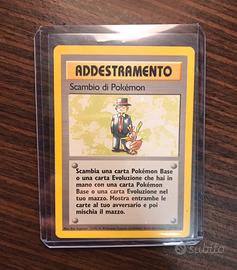 ADDESTRAMENTO
Scambio di Pokémon
Scambia una carta Pokémon Base
o una carta Evoluzione che hai in
mano con una carta Pokémon
Base o una carta Evoluzione nel
tuo mazzo. Mostra entrambe le
carte al tuo avversario e poi
mischia il mazzo.
subito